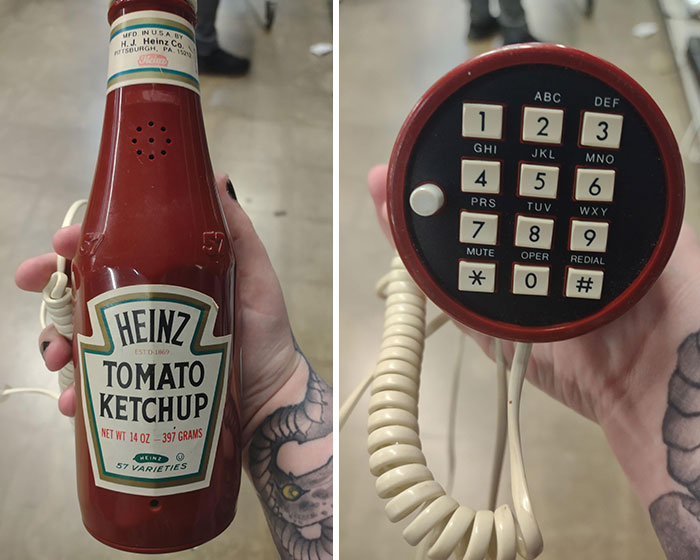 MFD IN U.S.A. BY
H. J. Heinz Co.
PITTSBURGH, PA. 15212
Heinz
57 57
HEINZ
ESTD 1869
TOMATO
KETCHUP
NET WT 14 OZ — 397 GRAMS
HEINZ U
57 VARIETIES
ABC DEF
1 2 3
GHI JKL MNO
4 5 6
PRS TUV WXY
7 8 9
MUTE OPER REDIAL
* 0 #